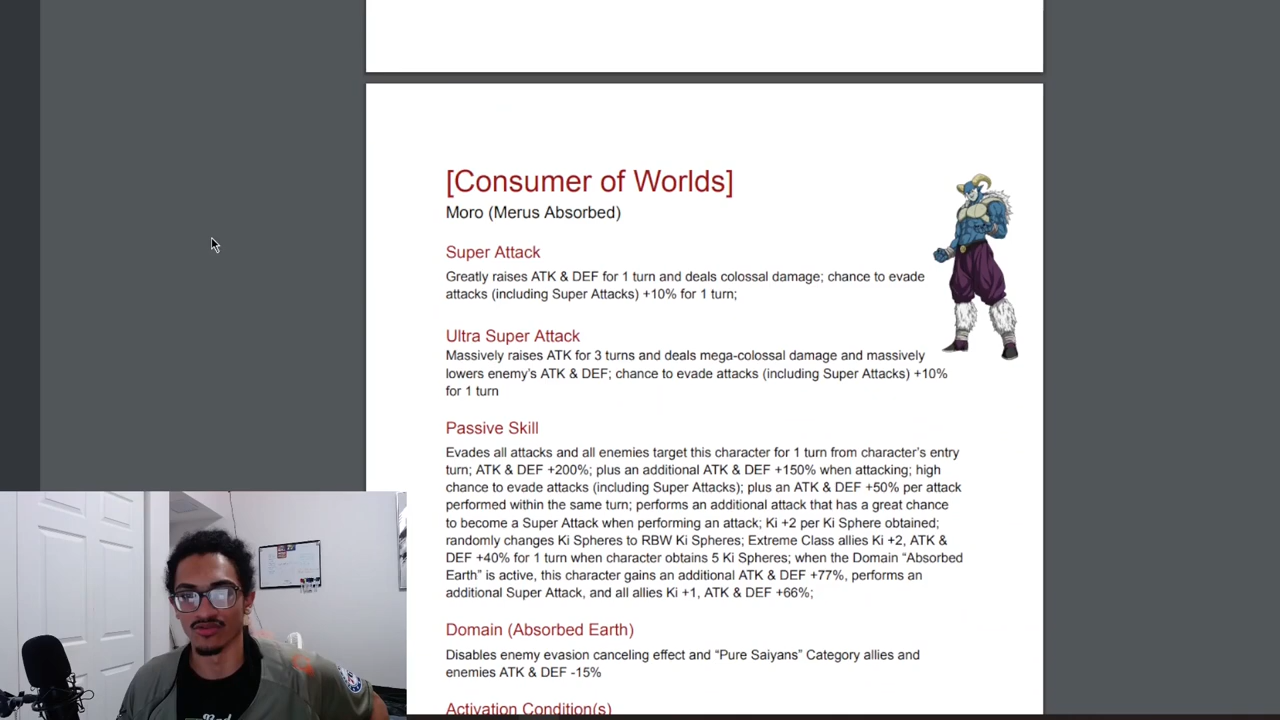 [Consumer of Worlds]
Moro (Merus Absorbed)
Super Attack
Greatly raises ATK & DEF for 1 turn and deals colossal damage; chance to evade
attacks (including Super Attacks) +10% for 1 turn;
Ultra Super Attack
Massively raises ATK for 3 turns and deals mega-colossal damage and massively
lowers enemy's ATK & DEF; chance to evade attacks (including Super Attacks) +10%
for 1 turn
Passive Skill
Evades all attacks and all enemies target this character for 1 turn from character's entry
turn; ATK & DEF +200%; plus an additional ATK & DEF +150% when attacking; high
chance to evade attacks (including Super Attacks); plus an ATK & DEF +50% per attack
performed within the same turn; performs an additional attack that has a great chance
to become a Super Attack when performing an attack; Ki +2 per Ki Sphere obtained;
randomly changes Ki Spheres to RBW Ki Spheres; Extreme Class allies Ki +2, ATK &
DEF +40% for 1 turn when character obtains 5 Ki Spheres; when the Domain "Absorbed
Earth" is active, this character gains an additional ATK & DEF +77%, performs an
additional Super Attack, and all allies Ki +1, ATK & DEF +66%;
Domain (Absorbed Earth)
Disables enemy evasion canceling effect and "Pure Saiyans" Category allies and
enemies ATK & DEF -15%
Activation Condition(s)